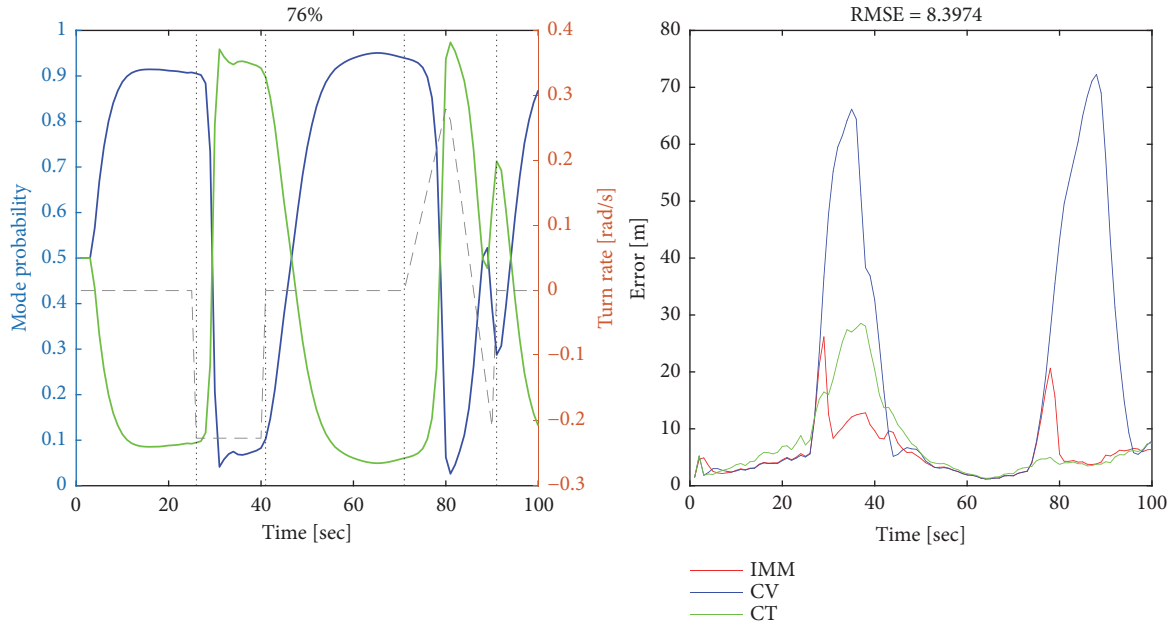 76%
1
0.9
0.8
0.7
0.6
0.5
0.4
0.3
0.2
0.1
0
Mode probability
0.4
0.3
0.2
0.1
0
−0.1
−0.2
−0.3
Turn rate [rad/s]
0 20 40 60 80 100
Time [sec]
RMSE = 8.3974
80
70
60
50
40
30
20
10
0
Error [m]
0 20 40 60 80 100
Time [sec]
IMM
CV
CT